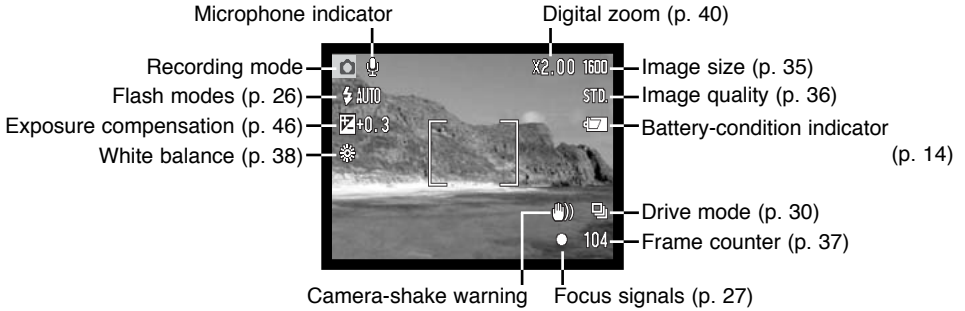 Microphone indicator
Digital zoom (p. 40)
Recording mode
X2.00 1600
Image size (p. 35)
Flash modes (p. 26)
AUTO
STD.
Image quality (p. 36)
Exposure compensation (p. 46)
+0.3
Battery-condition indicator
(p. 14)
White balance (p. 38)
Drive mode (p. 30)
104
Frame counter (p. 37)
Camera-shake warning
Focus signals (p. 27)